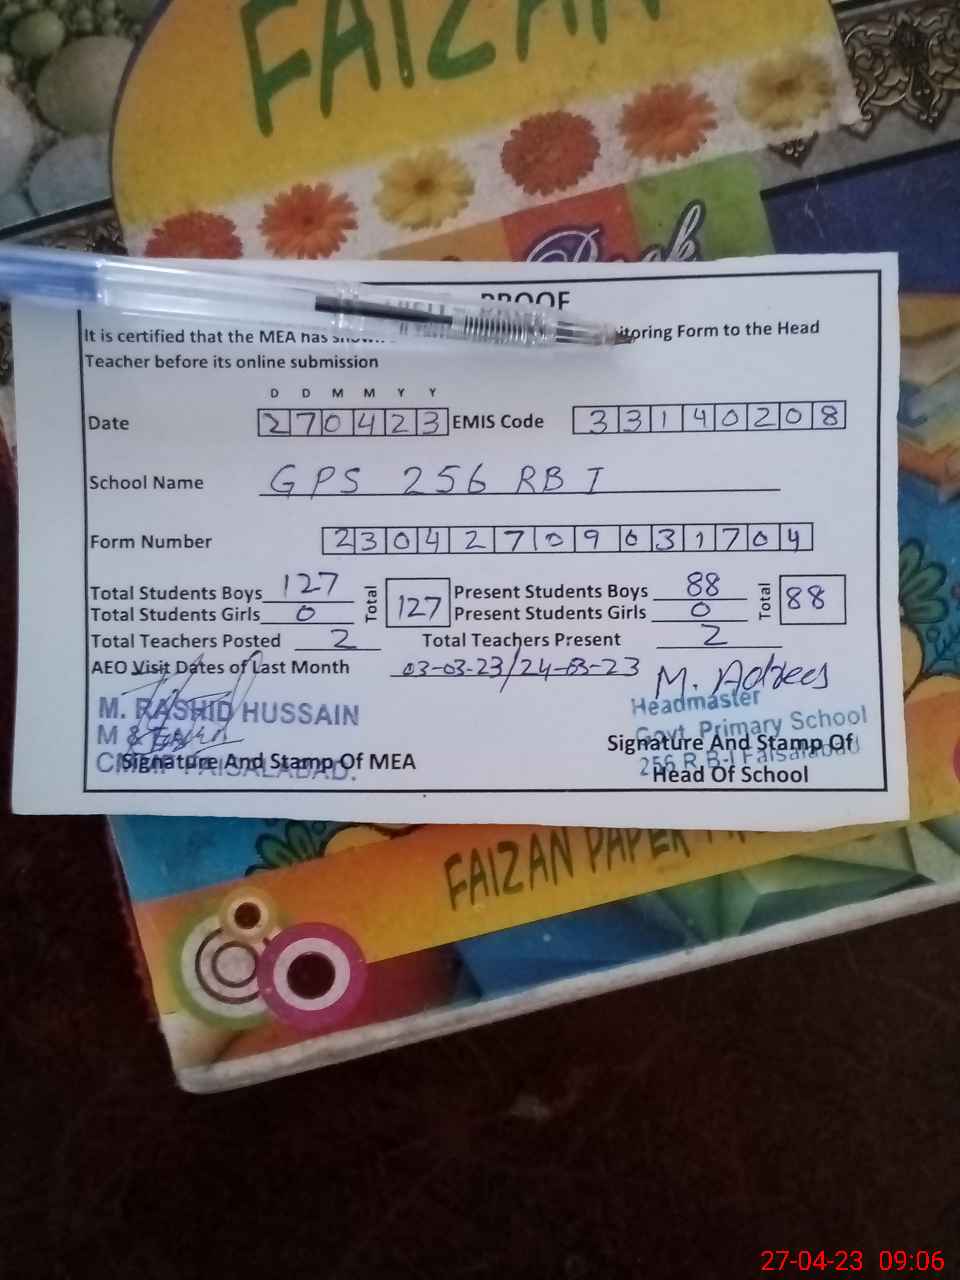 FAIZAN
Book
PROOF
It is certified that the MEA has shown itoring Form to the Head
Teacher before its online submission
D D M M Y Y
Date 270423 EMIS Code 33140208
School Name GPS 256 RB I
Form Number 23042709631704
Total Students Boys 127 Total 127 Present Students Boys 88 Total 88
Total Students Girls 0 Present Students Girls 0
Total Teachers Posted 2 Total Teachers Present 2
AEO Visit Dates of Last Month 03-03-23/24-03-23
M. Adrees
M. RASHID HUSSAIN
Headmaster
M & E
Govt. Primary School
256 R.B-I Faisalabad
FAISALABAD.
Signature And Stamp Of MEA
Signature And Stamp Of
Head Of School
FAIZAN PAPER
27-04-23 09:06